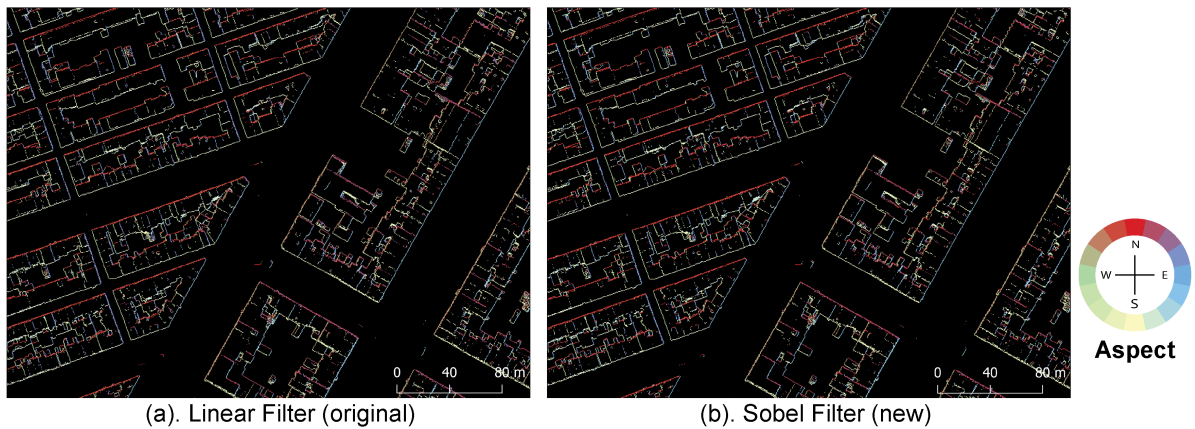 0 40 80 m
0 40 80 m
N
W E
S
Aspect
(a). Linear Filter (original)
(b). Sobel Filter (new)